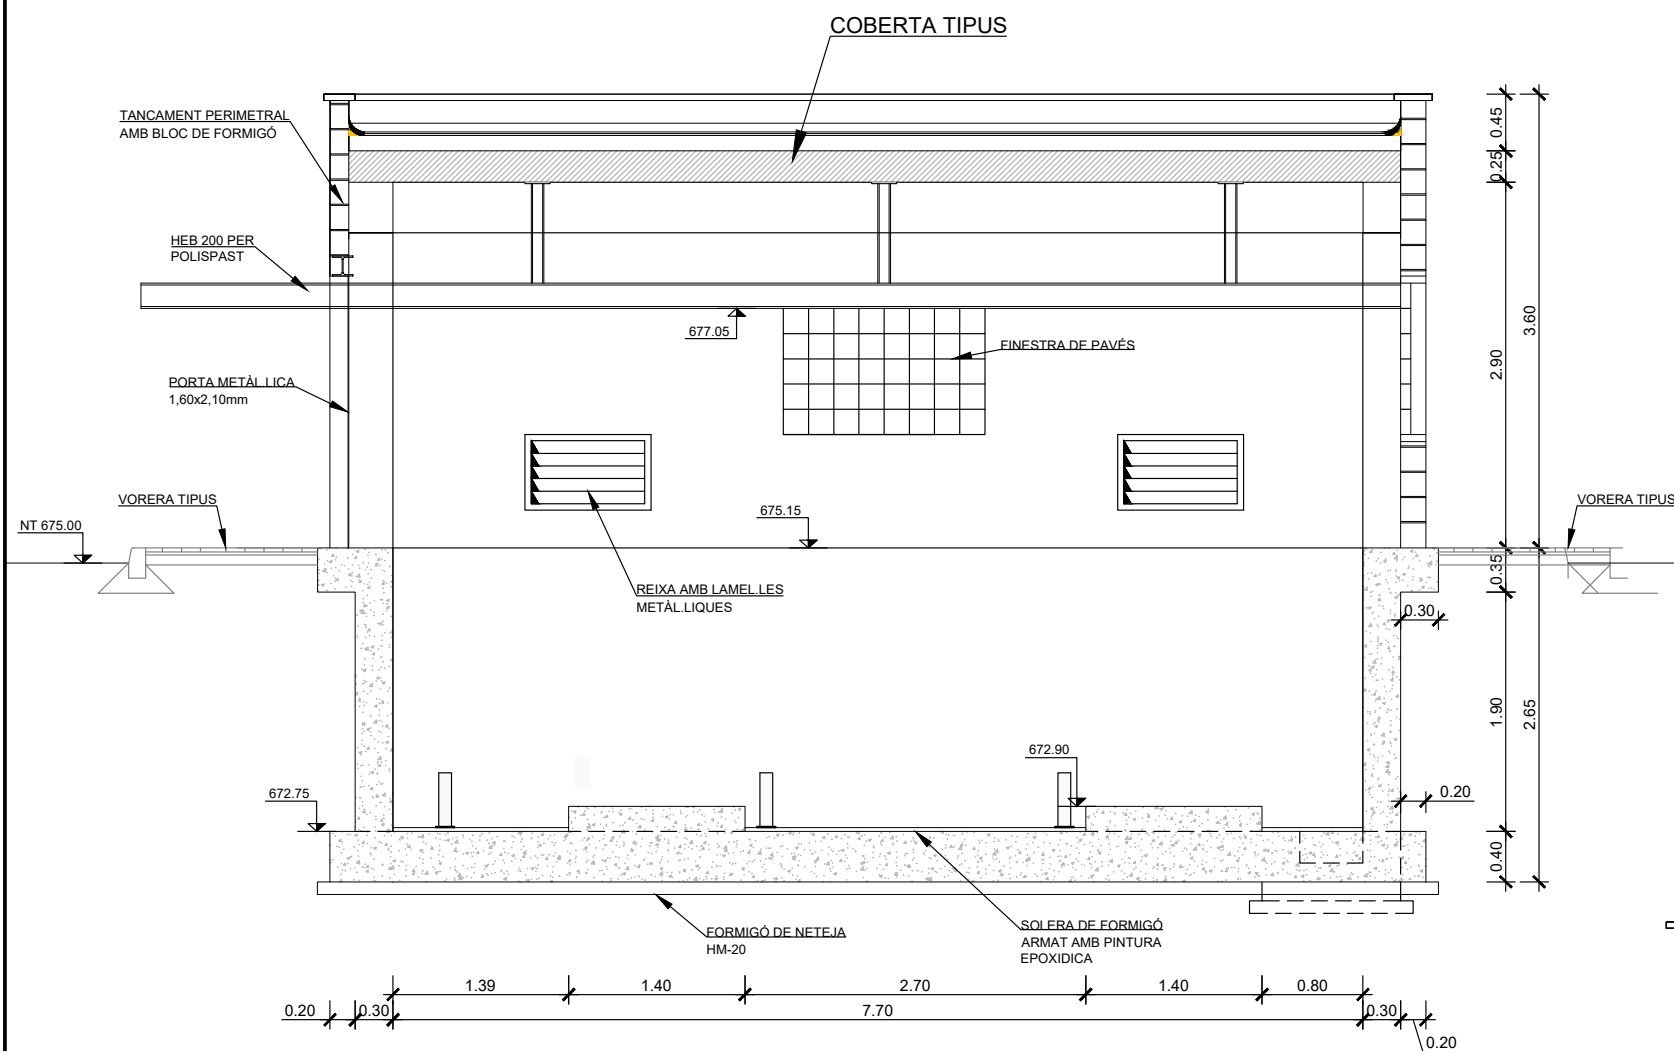 COBERTA TIPUS
TANCAMENT PERIMETRAL
AMB BLOC DE FORMIGÓ
0.45
0.25
HEB 200 PER
POLISPAST
677.05
FINESTRA DE PAVÉS
3.60
2.90
PORTA METÀL.LICA
1,60x2,10mm
VORERA TIPUS
NT 675.00
675.15
VORERA TIPUS
REIXA AMB LAMEL.LES
METÀL.LIQUES
0.35
0.30
1.90
2.65
672.90
672.75
0.20
0.40
FORMIGÓ DE NETEJA
HM-20
SOLERA DE FORMIGÓ
ARMAT AMB PINTURA
EPOXIDICA
1.39
1.40
2.70
1.40
0.80
0.20
0.30
7.70
0.30
0.20